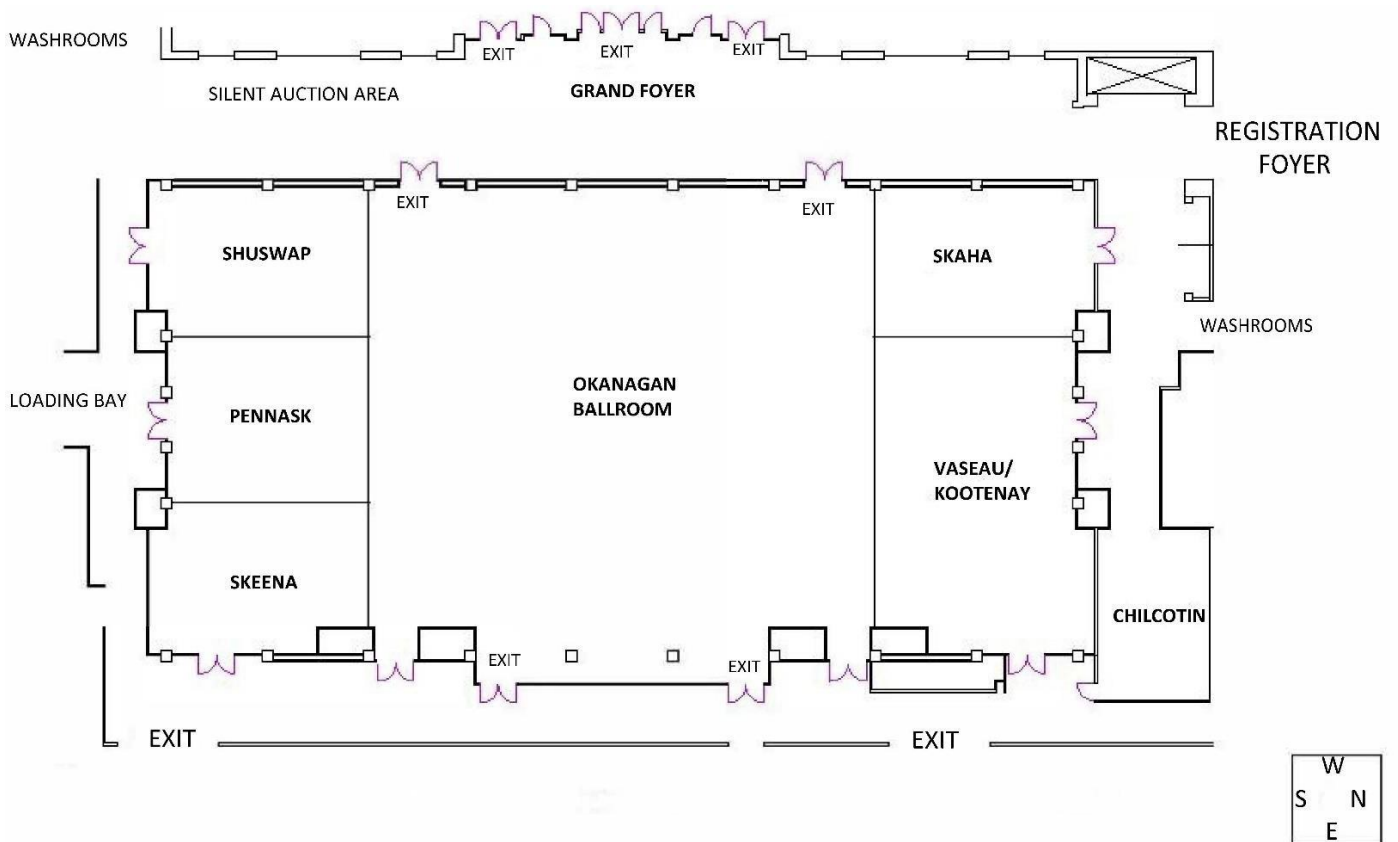 WASHROOMS
EXIT
EXIT
EXIT
SILENT AUCTION AREA
GRAND FOYER
REGISTRATION
FOYER
EXIT
EXIT
SHUSWAP
SKAHA
WASHROOMS
LOADING BAY
PENNASK
OKANAGAN
BALLROOM
VASEAU/
KOOTENAY
SKEENA
CHILCOTIN
EXIT
EXIT
EXIT
EXIT
W
S N
E